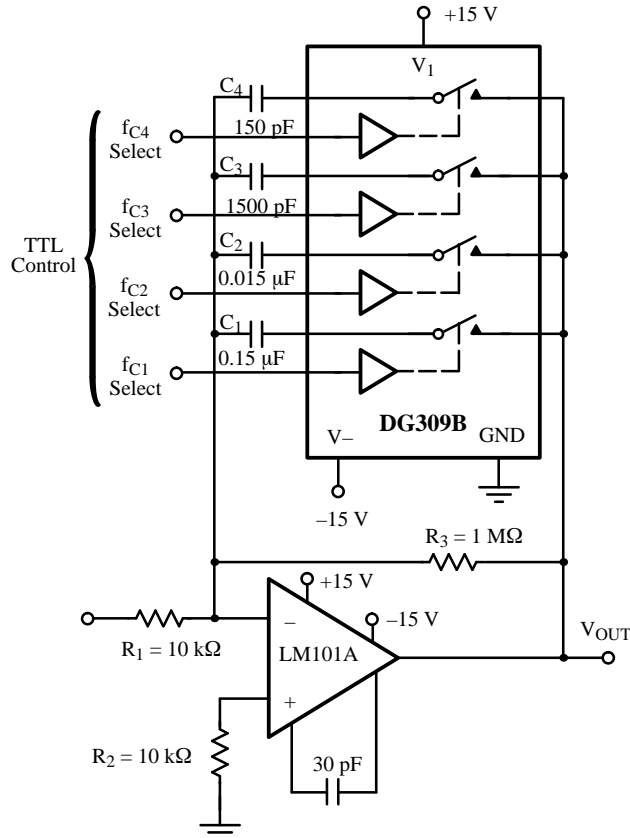 +15 V
V1
C4
fC4
Select
150 pF
C3
fC3
Select
1500 pF
TTL
Control
C2
fC2
Select
0.015 µF
C1
fC1
Select
0.15 µF
DG309B
V–
GND
–15 V
R3 = 1 MΩ
+15 V
–15 V
R1 = 10 kΩ
–
LM101A
VOUT
+
R2 = 10 kΩ
30 pF